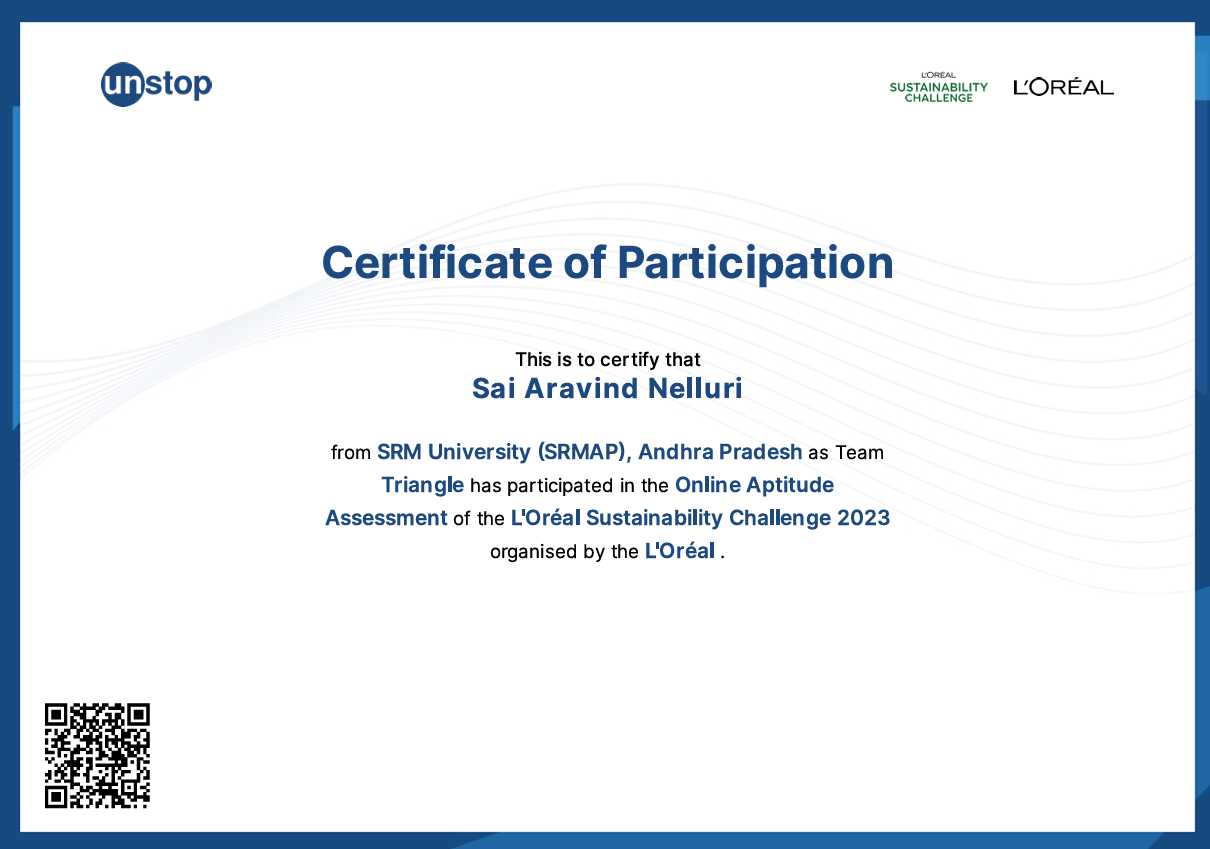 unstop
L'ORÉAL
SUSTAINABILITY
CHALLENGE
L'ORÉAL
Certificate of Participation
This is to certify that
Sai Aravind Nelluri
from SRM University (SRMAP), Andhra Pradesh as Team
Triangle has participated in the Online Aptitude
Assessment of the L'Oréal Sustainability Challenge 2023
organised by the L'Oréal .